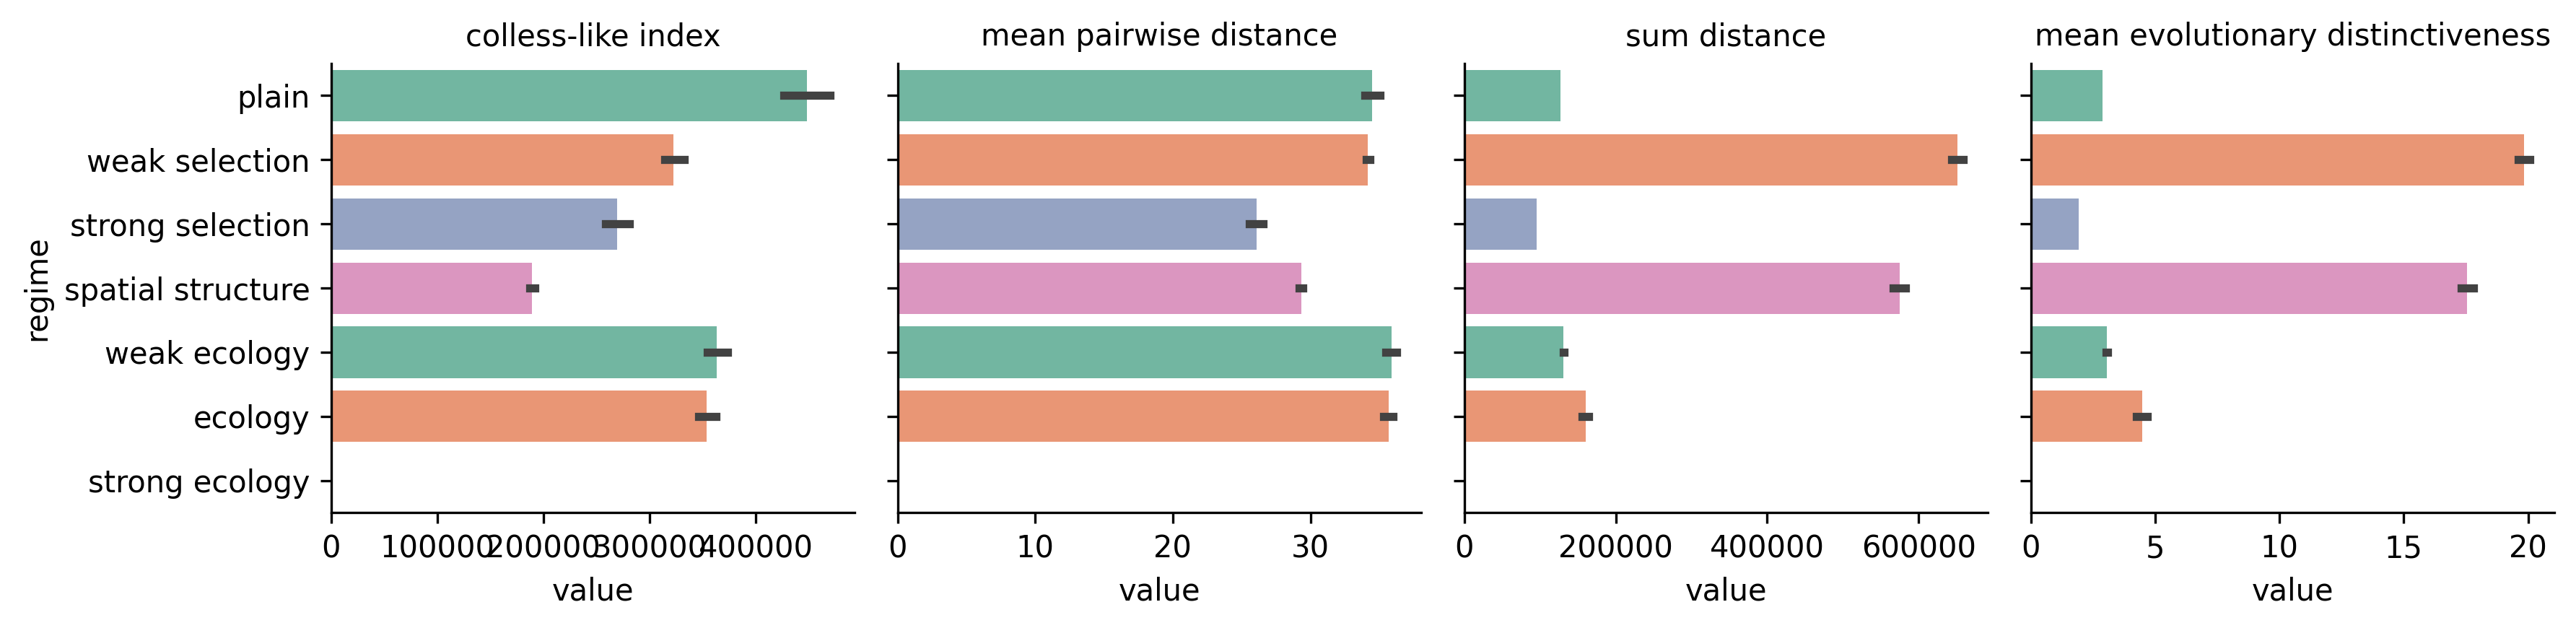 colless-like index
mean pairwise distance
sum distance
mean evolutionary distinctiveness
regime
plain
weak selection
strong selection
spatial structure
weak ecology
ecology
strong ecology
0 100000 200000 300000 400000
0 10 20 30
0 200000 400000 600000
0 5 10 15 20
value
value
value
value